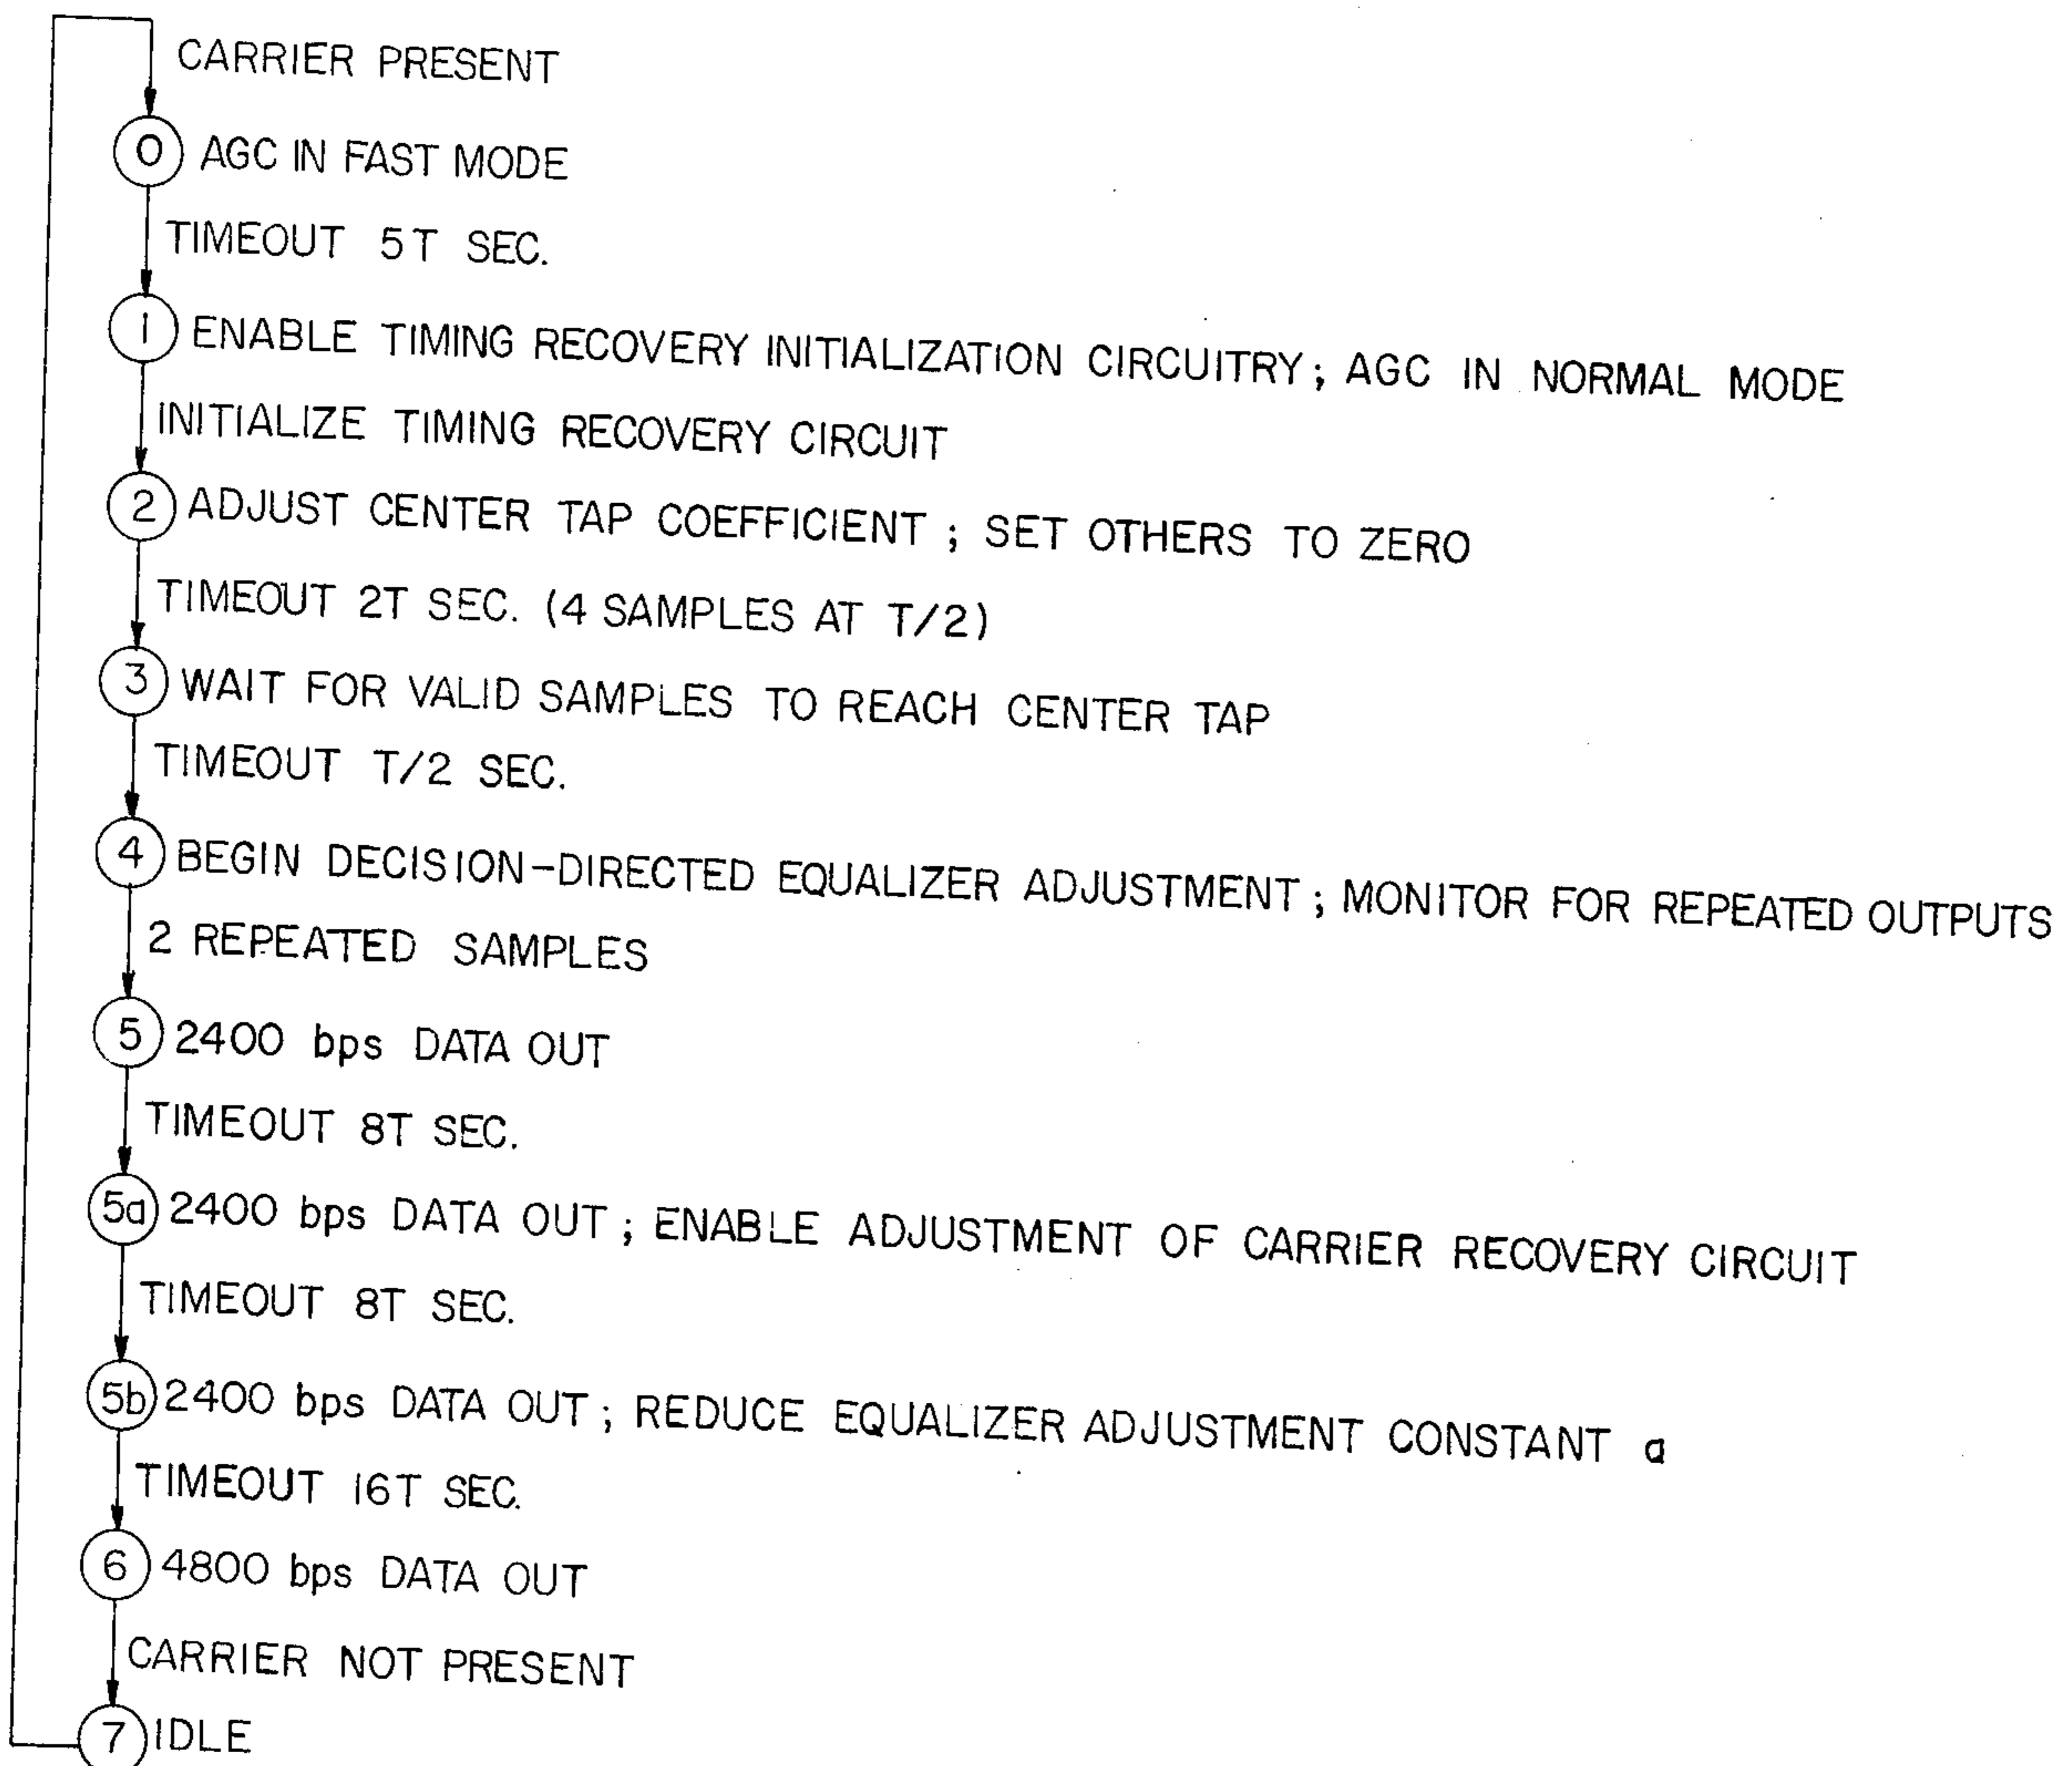 CARRIER PRESENT
0 AGC IN FAST MODE
TIMEOUT 5T SEC.
1 ENABLE TIMING RECOVERY INITIALIZATION CIRCUITRY; AGC IN NORMAL MODE
INITIALIZE TIMING RECOVERY CIRCUIT
2 ADJUST CENTER TAP COEFFICIENT ; SET OTHERS TO ZERO
TIMEOUT 2T SEC. (4 SAMPLES AT T/2)
3 WAIT FOR VALID SAMPLES TO REACH CENTER TAP
TIMEOUT T/2 SEC.
4 BEGIN DECISION-DIRECTED EQUALIZER ADJUSTMENT ; MONITOR FOR REPEATED OUTPUTS
2 REPEATED SAMPLES
5 2400 bps DATA OUT
TIMEOUT 8T SEC.
5a 2400 bps DATA OUT ; ENABLE ADJUSTMENT OF CARRIER RECOVERY CIRCUIT
TIMEOUT 8T SEC.
5b 2400 bps DATA OUT ; REDUCE EQUALIZER ADJUSTMENT CONSTANT a
TIMEOUT 16T SEC.
6 4800 bps DATA OUT
CARRIER NOT PRESENT
7 IDLE